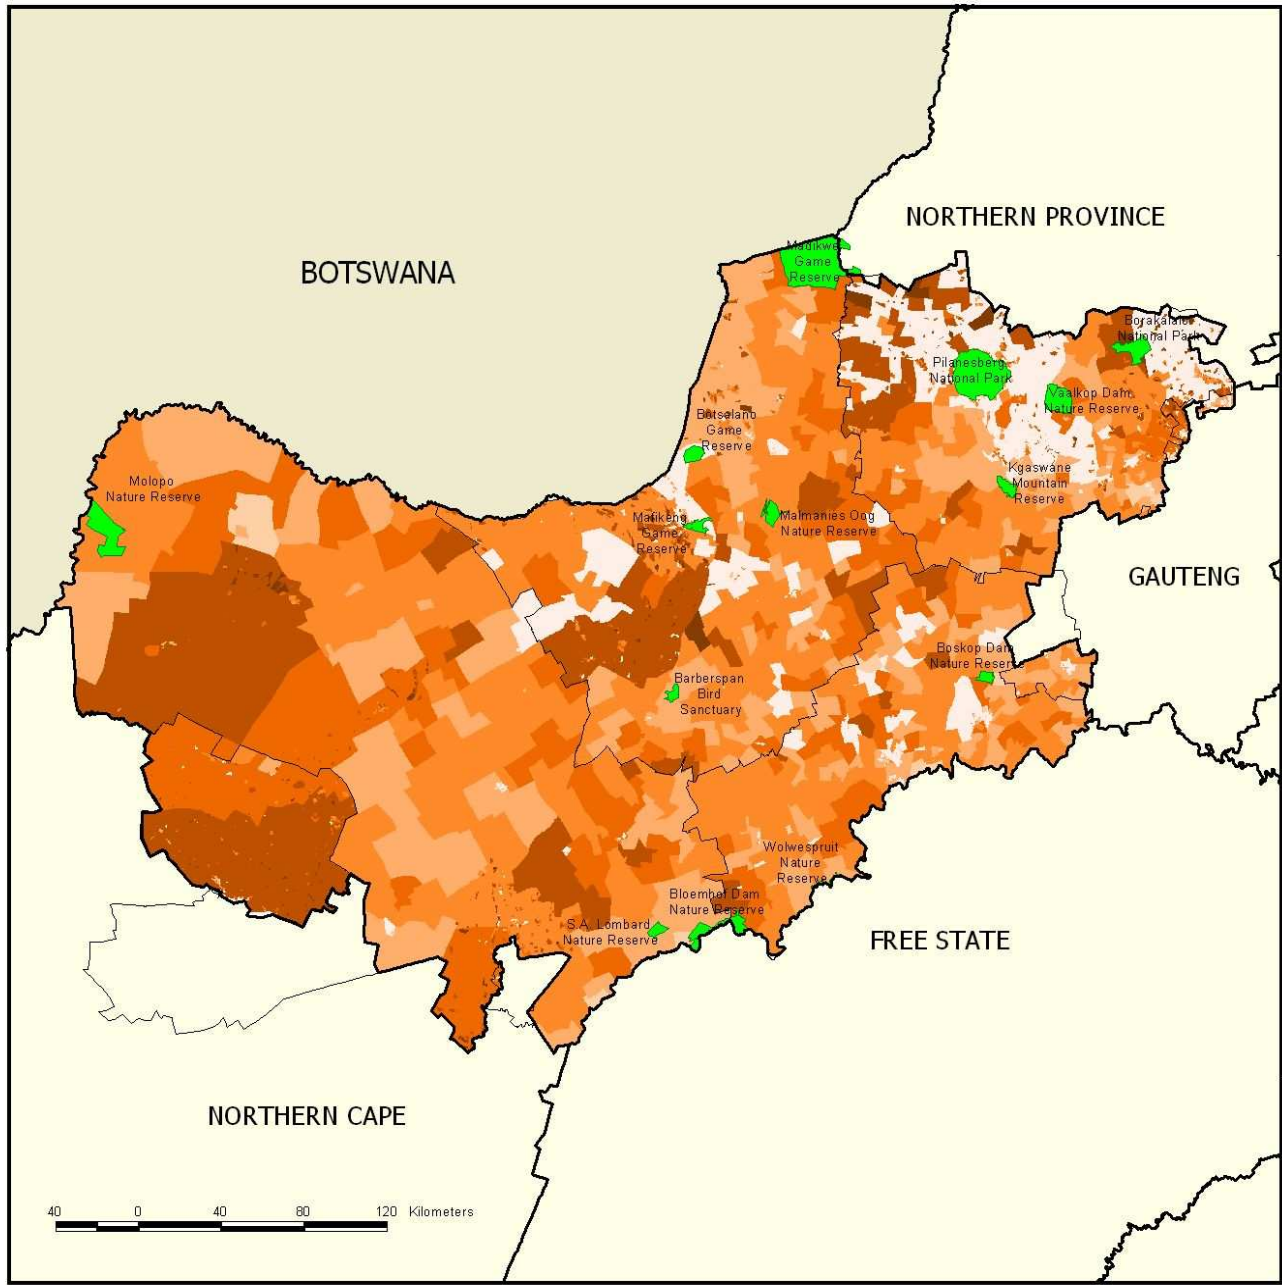 NORTHERN PROVINCE
BOTSWANA
Madikwe
Game
Reserve
Borakalalo
National Park
Pilanesberg
National Park
Vaalkop Dam
Nature Reserve
Botsalano
Game
Reserve
Kgaswane
Mountain
Reserve
Molopo
Nature Reserve
Mafikeng
Game
Reserve
Malmanies Oog
Nature Reserve
GAUTENG
Boskop Dam
Nature Reserve
Barberspan
Bird
Sanctuary
Wolwespruit
Nature
Reserve
Bloemhof Dam
Nature Reserve
S.A. Lombard
Nature Reserve
FREE STATE
NORTHERN CAPE
40 0 40 80 120 Kilometers